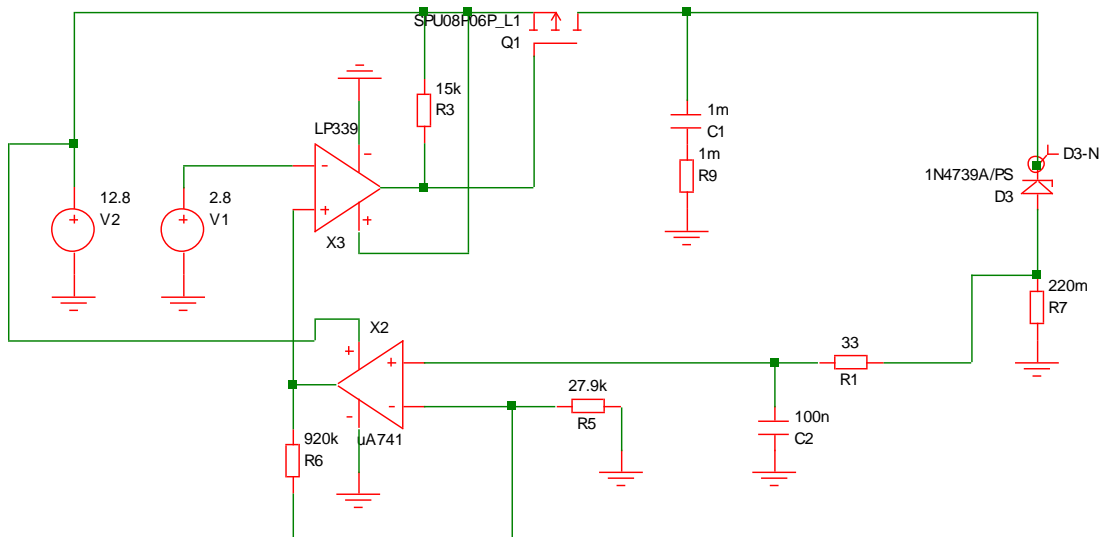 SPU08P06P_L1
Q1
15k
R3
1m
C1
1m
R9
LP339
D3-N
1N4739A/PS
D3
12.8
V2
2.8
V1
X3
220m
R7
X2
33
R1
27.9k
R5
100n
C2
uA741
920k
R6